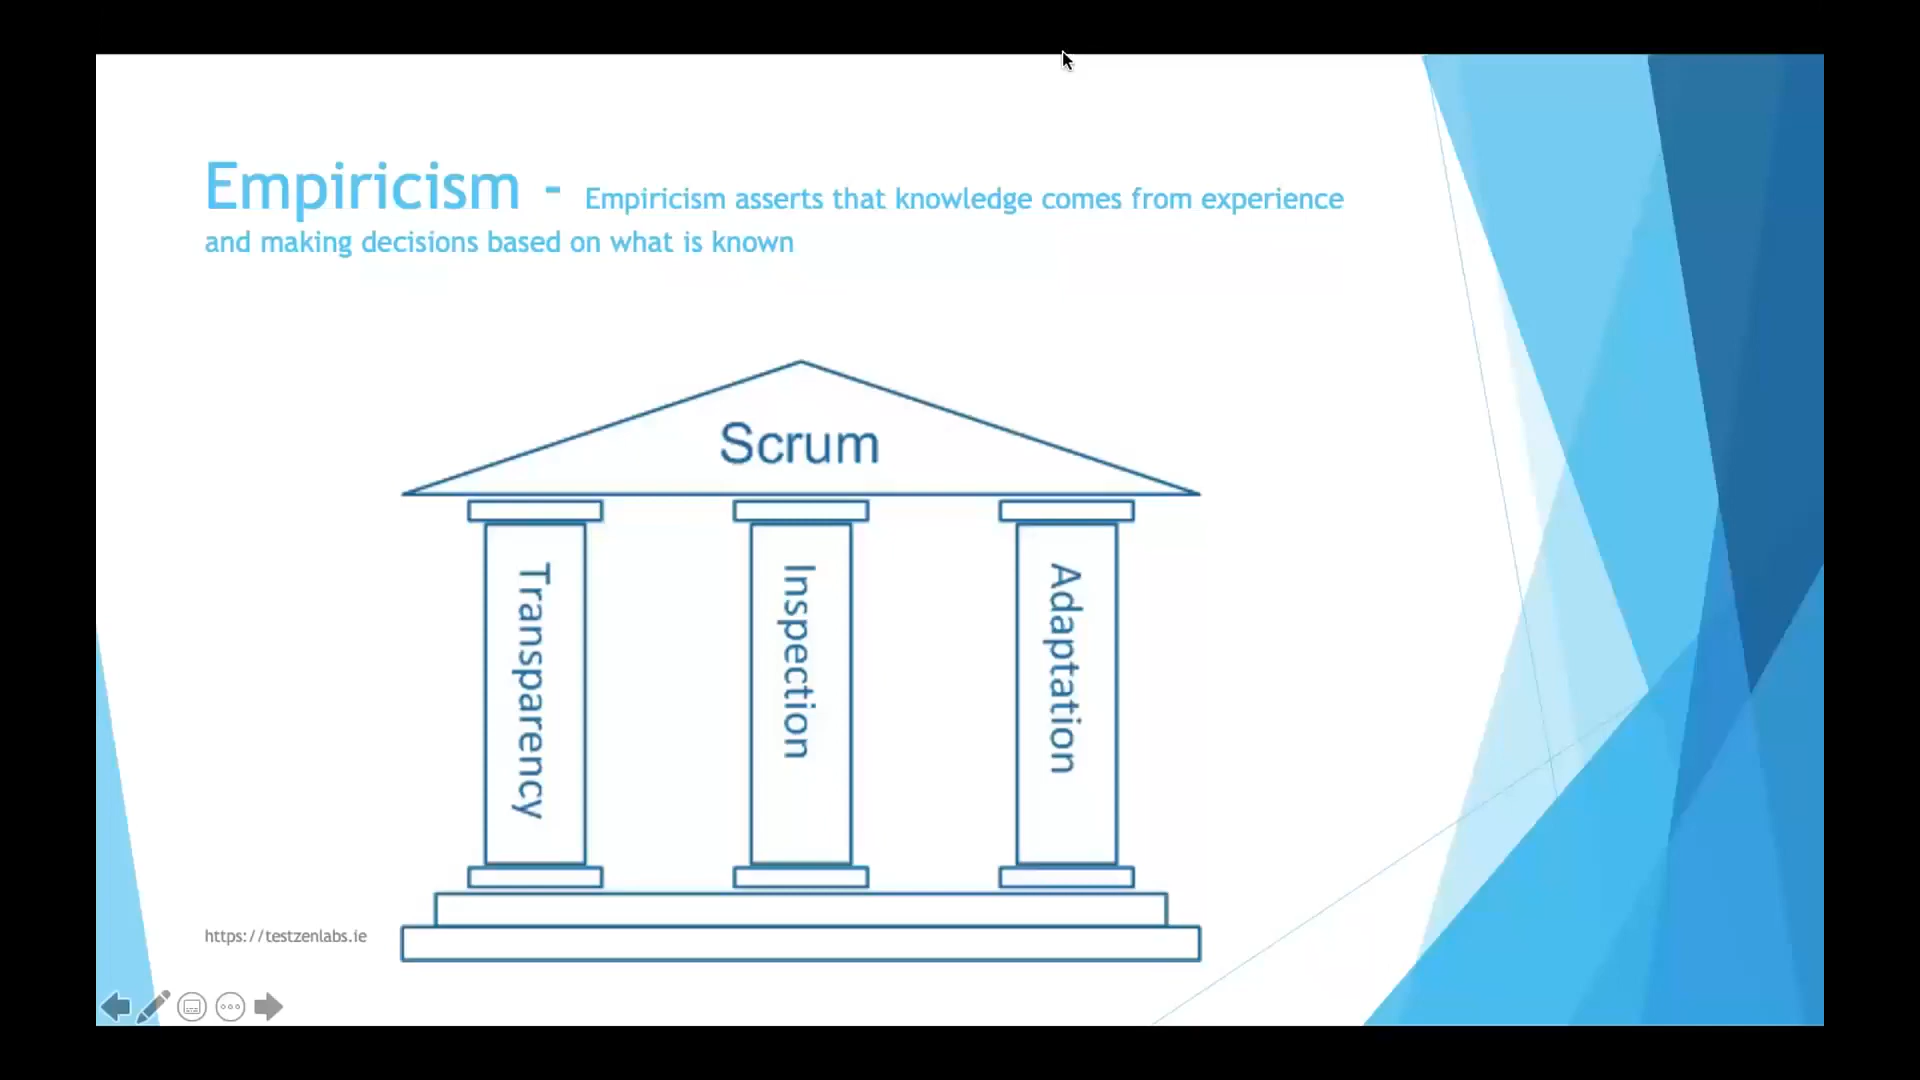 Empiricism - Empiricism asserts that knowledge comes from experience
and making decisions based on what is known
Scrum
Transparency
Inspection
Adaptation
https://testzenlabs.ie